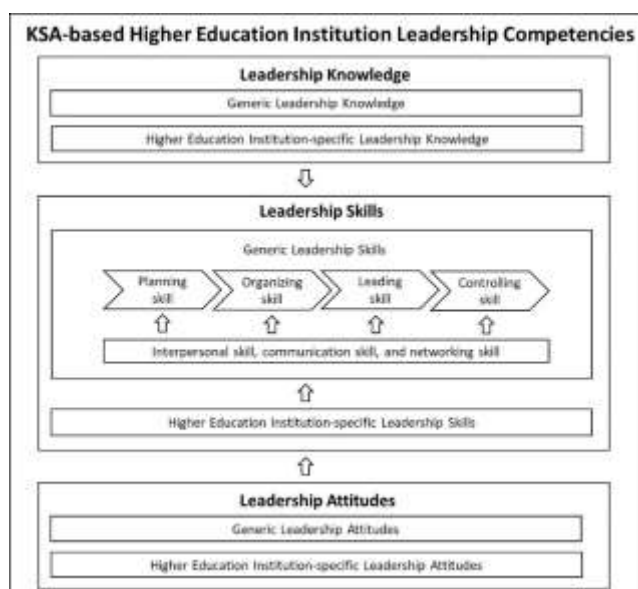 KSA-based Higher Education Institution Leadership Competencies
Leadership Knowledge
Generic Leadership Knowledge
Higher Education Institution-specific Leadership Knowledge
Leadership Skills
Generic Leadership Skills
Planning
skill
Organizing
skill
Leading
skill
Controlling
skill
Interpersonal skill, communication skill, and networking skill
Higher Education Institution-specific Leadership Skills
Leadership Attitudes
Generic Leadership Attitudes
Higher Education Institution-specific Leadership Attitudes